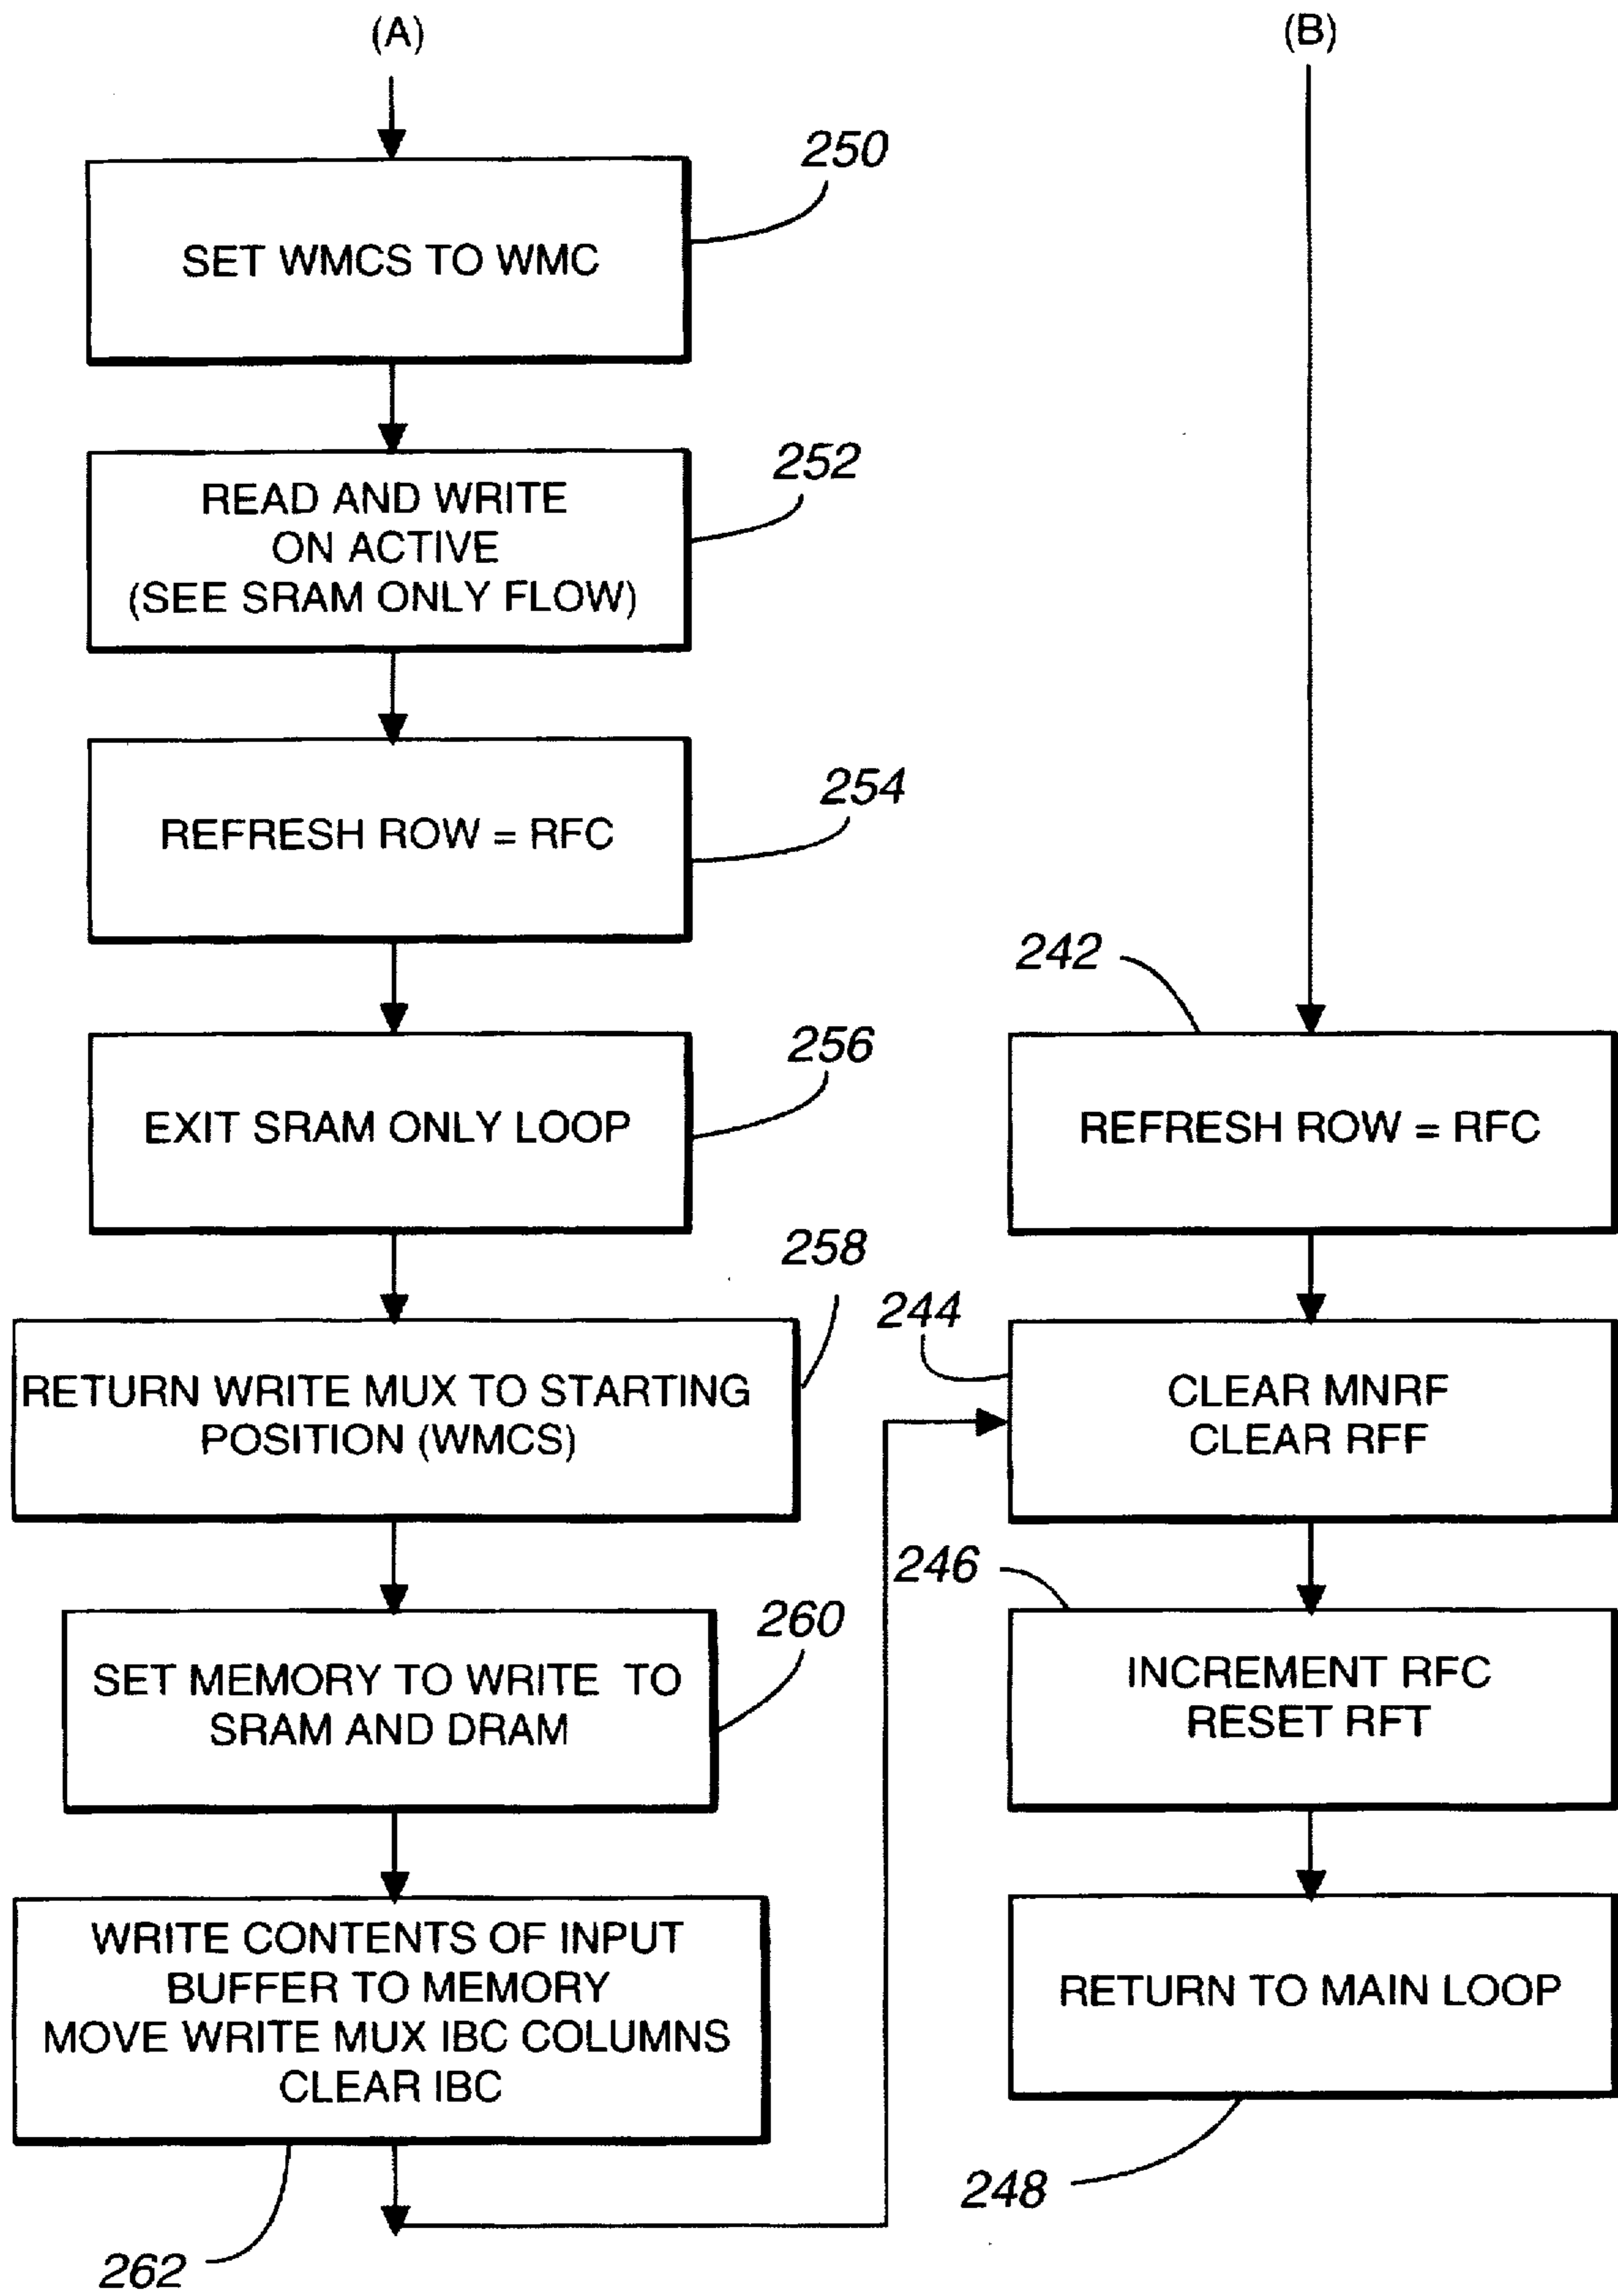 (A)
250
SET WMCS TO WMC
252
READ AND WRITE
ON ACTIVE
(SEE SRAM ONLY FLOW)
254
REFRESH ROW = RFC
256
EXIT SRAM ONLY LOOP
258
RETURN WRITE MUX TO STARTING
POSITION (WMCS)
260
SET MEMORY TO WRITE TO
SRAM AND DRAM
WRITE CONTENTS OF INPUT
BUFFER TO MEMORY
MOVE WRITE MUX IBC COLUMNS
CLEAR IBC
262
(B)
242
REFRESH ROW = RFC
244
CLEAR MNRF
CLEAR RFF
246
INCREMENT RFC
RESET RFT
RETURN TO MAIN LOOP
248